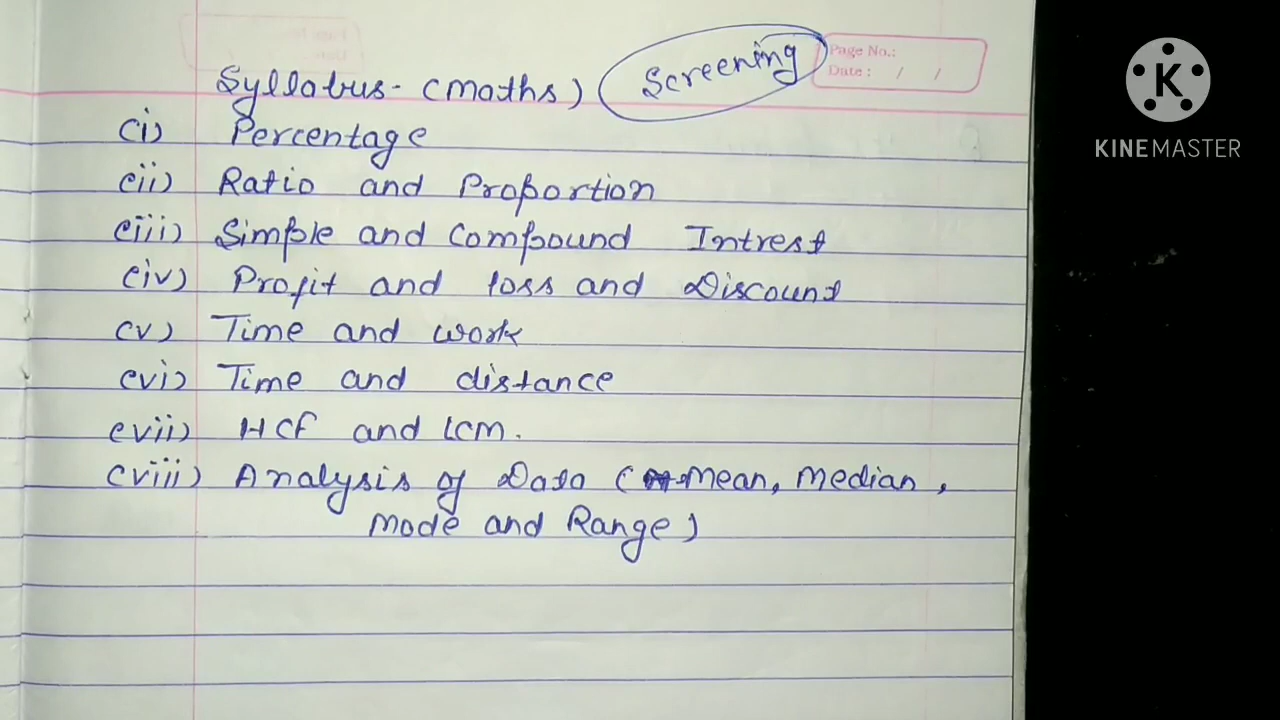 Page No.:
Date : / /
Syllabus - (Maths) Screening
(i) Percentage
(ii) Ratio and Proportion
(iii) Simple and Compound Intrest
(iv) Profit and loss and Discount
(v) Time and work
(vi) Time and distance
(vii) HCF and LCM.
(viii) Analysis of Data (Mean, Median,
Mode and Range)
K
KINEMASTER